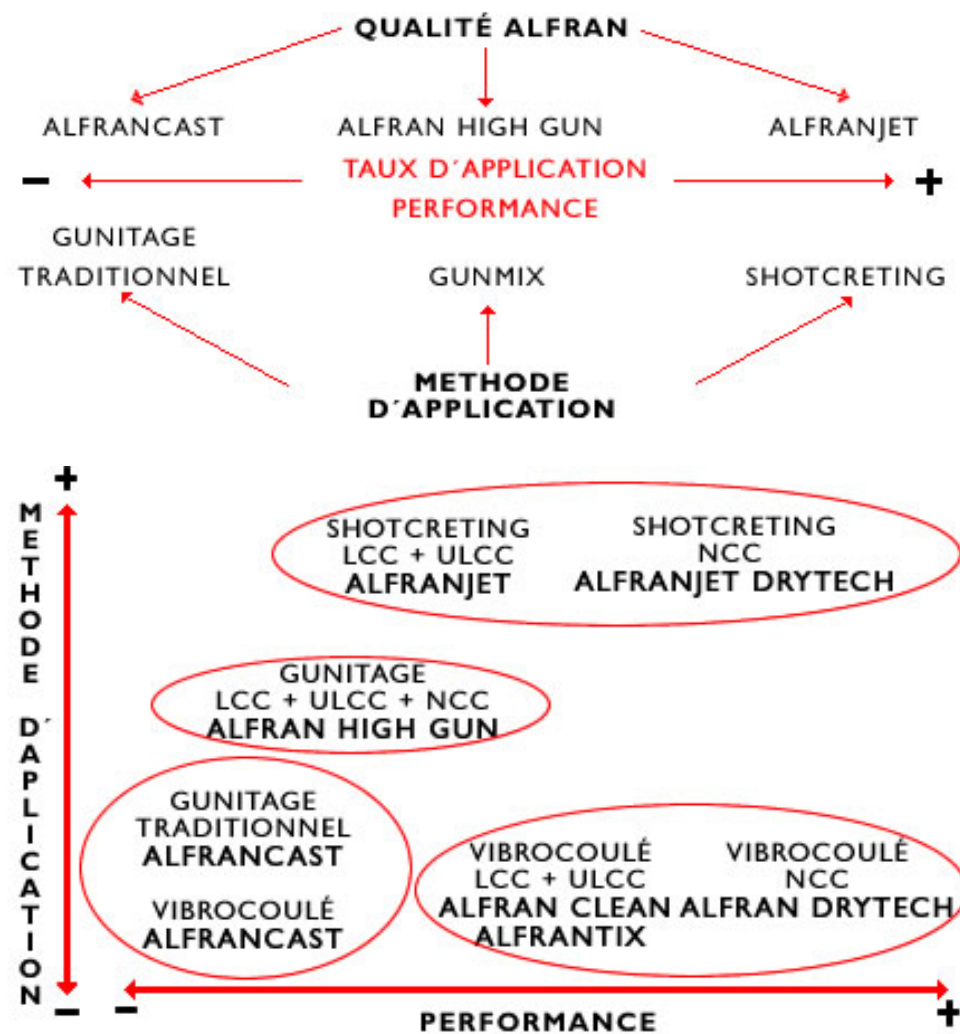 QUALITÉ ALFRAN
ALFRANCAST
ALFRAN HIGH GUN
ALFRANJET
TAUX D´APPLICATION
PERFORMANCE
–
+
GUNITAGE
TRADITIONNEL
GUNMIX
SHOTCRETING
METHODE
D´APPLICATION
+
METHODE D´APLICATION
–
SHOTCRETING
LCC + ULCC
ALFRANJET
SHOTCRETING
NCC
ALFRANJET DRYTECH
GUNITAGE
LCC + ULCC + NCC
ALFRAN HIGH GUN
GUNITAGE
TRADITIONNEL
ALFRANCAST
VIBROCOULÉ
ALFRANCAST
VIBROCOULÉ
LCC + ULCC
ALFRAN CLEAN
ALFRANTIX
VIBROCOULÉ
NCC
ALFRAN DRYTECH
–
+
PERFORMANCE